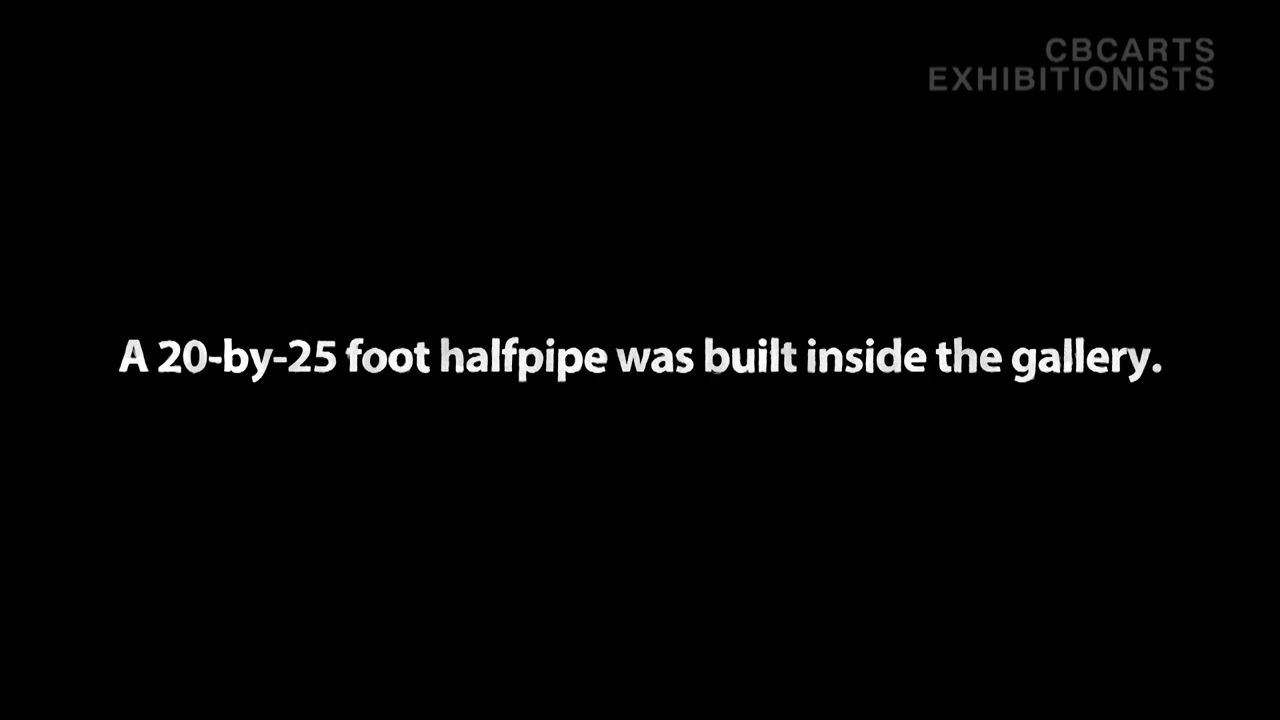 CBCARTS
EXHIBITIONISTS
A 20-by-25 foot halfpipe was built inside the gallery.